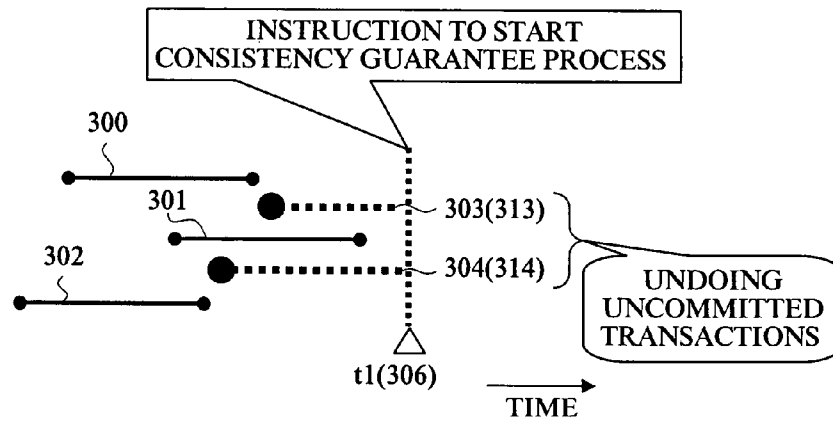 INSTRUCTION TO START
CONSISTENCY GUARANTEE PROCESS
300
301
303(313)
302
304(314)
UNDOING
UNCOMMITTED
TRANSACTIONS
t1(306)
TIME